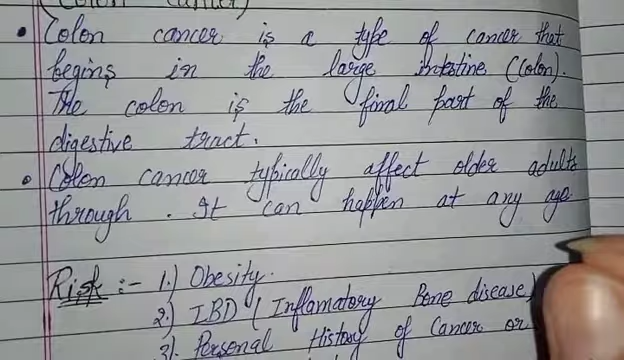 (Colon Cancer)
• Colon cancer is a type of cancer that
begins in the large intestine (colon).
The colon is the final part of the
digestive tract.
• Colon cancer typically affect older adults
through. It can happen at any age
Risk :- 1.) Obesity.
2.) IBD (Inflamatory Bone disease)
3). Personal History of Cancer or